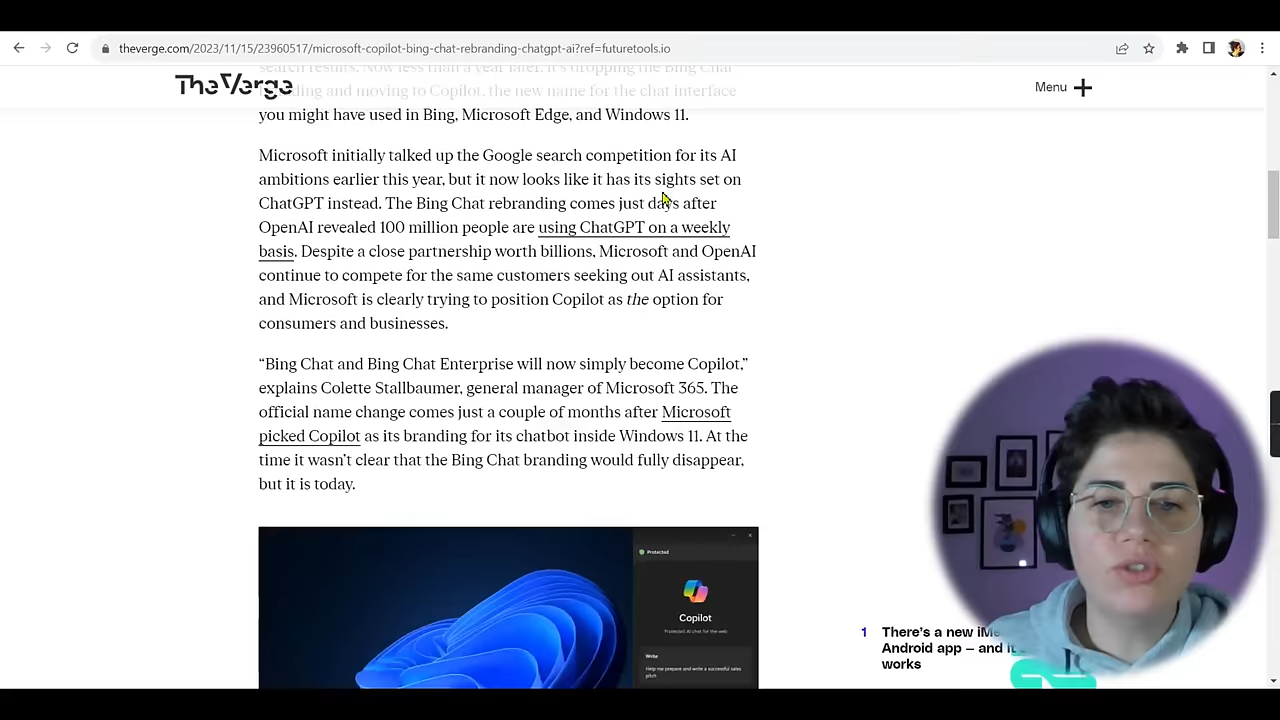 theverge.com/2023/11/15/23960517/microsoft-copilot-bing-chat-rebranding-chatgpt-ai?ref=futuretools.io
search results. Now less than a year later, it's dropping the Bing Chat
TheVerge
Menu
and moving to Copilot, the new name for the chat interface
you might have used in Bing, Microsoft Edge, and Windows 11.
Microsoft initially talked up the Google search competition for its AI
ambitions earlier this year, but it now looks like it has its sights set on
ChatGPT instead. The Bing Chat rebranding comes just days after
OpenAI revealed 100 million people are using ChatGPT on a weekly
basis. Despite a close partnership worth billions, Microsoft and OpenAI
continue to compete for the same customers seeking out AI assistants,
and Microsoft is clearly trying to position Copilot as the option for
consumers and businesses.
“Bing Chat and Bing Chat Enterprise will now simply become Copilot,”
explains Colette Stallbaumer, general manager of Microsoft 365. The
official name change comes just a couple of months after Microsoft
picked Copilot as its branding for its chatbot inside Windows 11. At the
time it wasn’t clear that the Bing Chat branding would fully disappear,
but it is today.
Protected
Copilot
Protected AI chat for the web
Write
Help me prepare and write a successful sales
pitch
1 There’s a new
Android app – and it
works